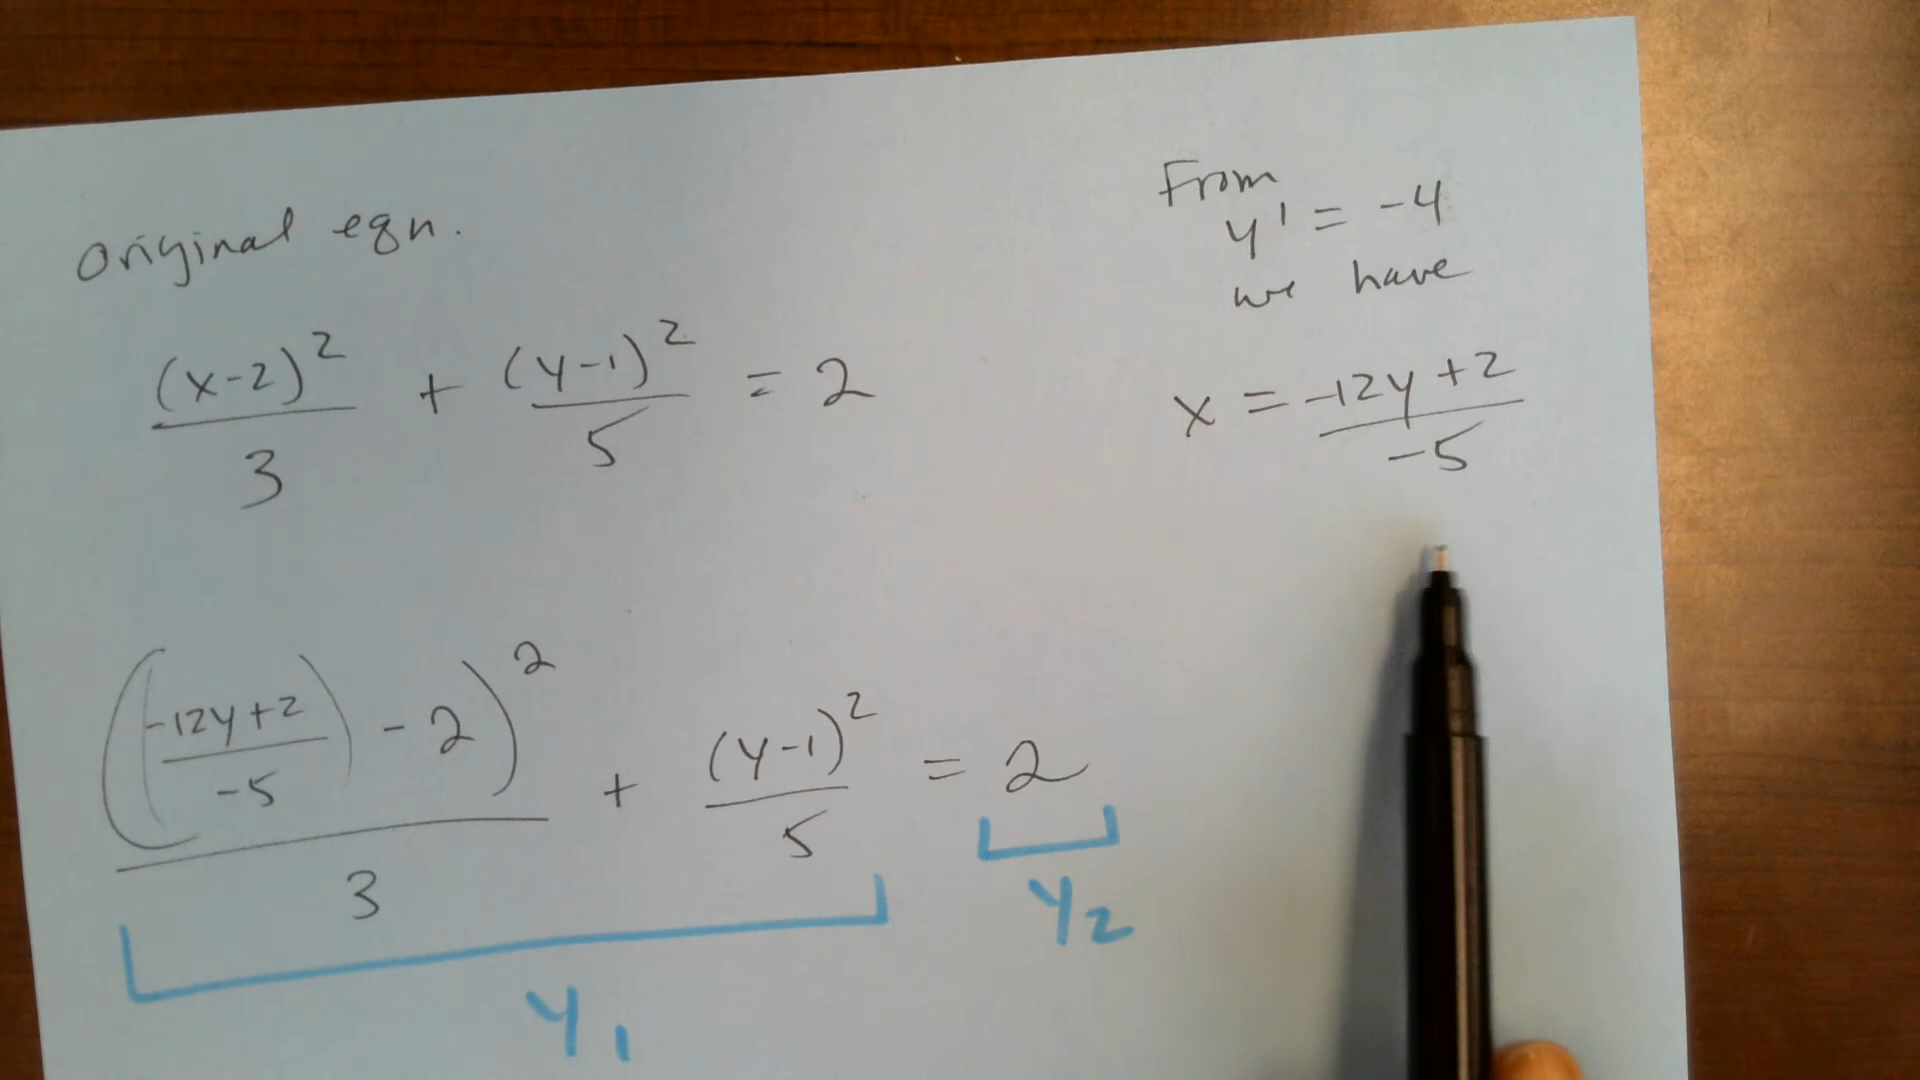 Original eqn.
(x-2)²/3 + (y-1)²/5 = 2
From
y' = -4
we have
x = (-12y+2)/-5
((-12y+2)/-5) - 2)²/3 + (y-1)²/5 = 2
Y₁
Y₂